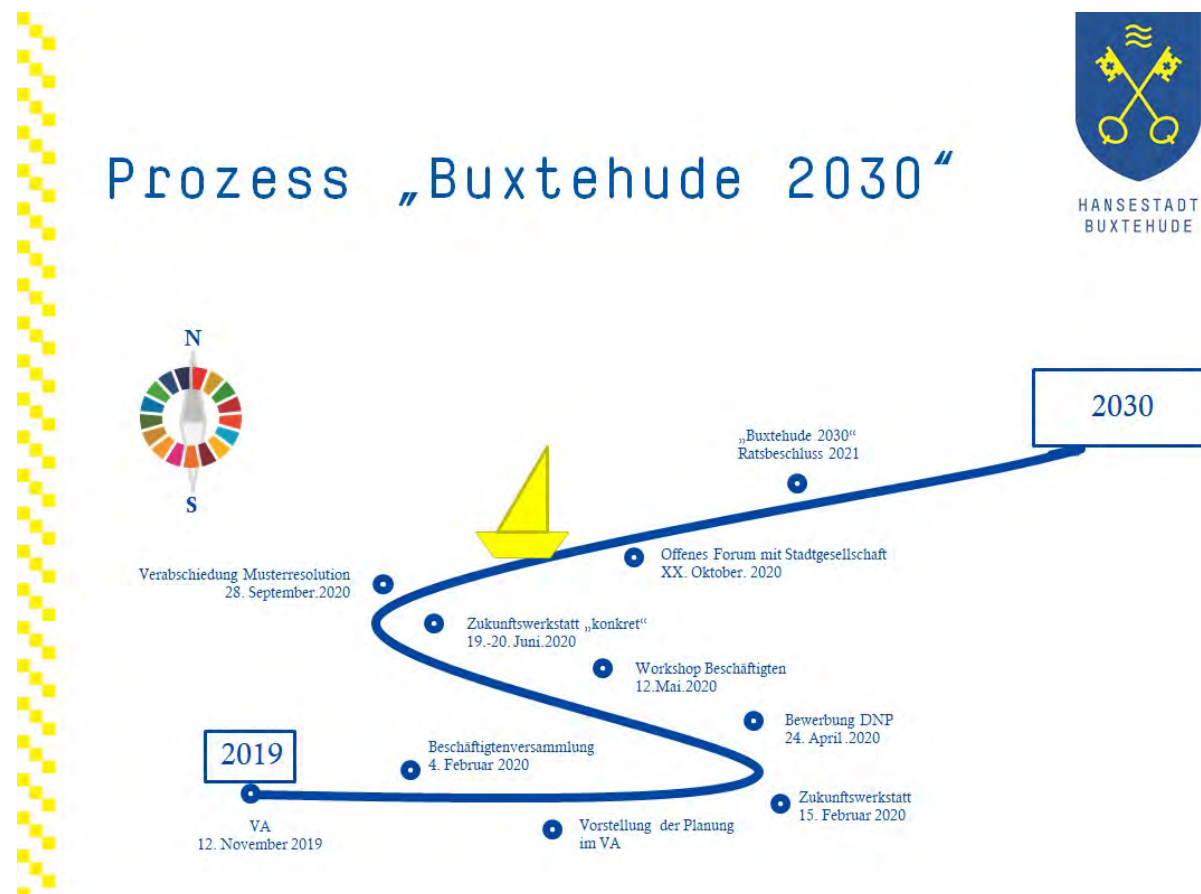 Prozess „Buxtehude 2030“
HANSESTADT
BUXTEHUDE
N
S
2030
„Buxtehude 2030“
Ratsbeschluss 2021
Offenes Forum mit Stadtgesellschaft
XX. Oktober. 2020
Verabschiedung Musterresolution
28. September.2020
Zukunftswerkstatt „konkret“
19.-20. Juni.2020
Workshop Beschäftigten
12.Mai.2020
Bewerbung DNP
24. April .2020
2019
Beschäftigtenversammlung
4. Februar 2020
Zukunftswerkstatt
15. Februar 2020
VA
12. November 2019
Vorstellung der Planung
im VA